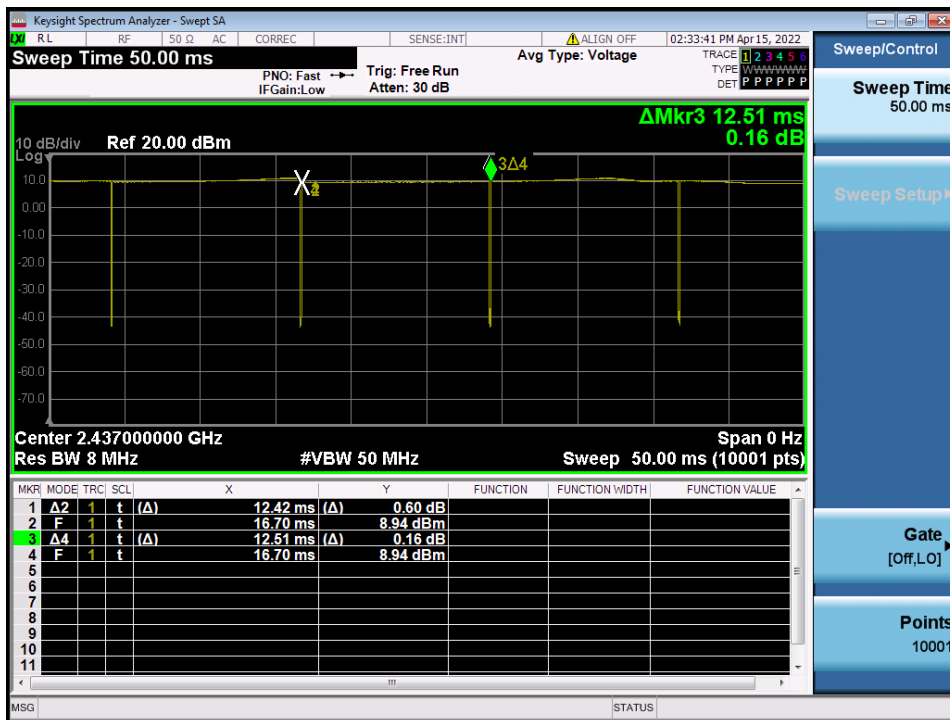 Keysight Spectrum Analyzer - Swept SA
LXI RL RF 50 Ω AC CORREC SENSE:INT ALIGN OFF 02:33:41 PM Apr 15, 2022
Sweep Time 50.00 ms
PNO: Fast
IFGain:Low
Trig: Free Run
Atten: 30 dB
Avg Type: Voltage
TRACE 1 2 3 4 5 6
TYPE WWWWWW
DET P P P P P P
ΔMkr3 12.51 ms
0.16 dB
10 dB/div Ref 20.00 dBm
Log
3Δ4
10.0
0.00
-10.0
-20.0
-30.0
-40.0
-50.0
-60.0
-70.0
Center 2.437000000 GHz Span 0 Hz
Res BW 8 MHz #VBW 50 MHz Sweep 50.00 ms (10001 pts)
MKR MODE TRC SCL X Y FUNCTION FUNCTION WIDTH FUNCTION VALUE
1 Δ2 1 t (Δ) 12.42 ms (Δ) 0.60 dB
2 F 1 t 16.70 ms 8.94 dBm
3 Δ4 1 t (Δ) 12.51 ms (Δ) 0.16 dB
4 F 1 t 16.70 ms 8.94 dBm
5
6
7
8
9
10
11
MSG STATUS
Sweep/Control
Sweep Time
50.00 ms
Sweep Setup
Gate
[Off,LO]
Points
10001